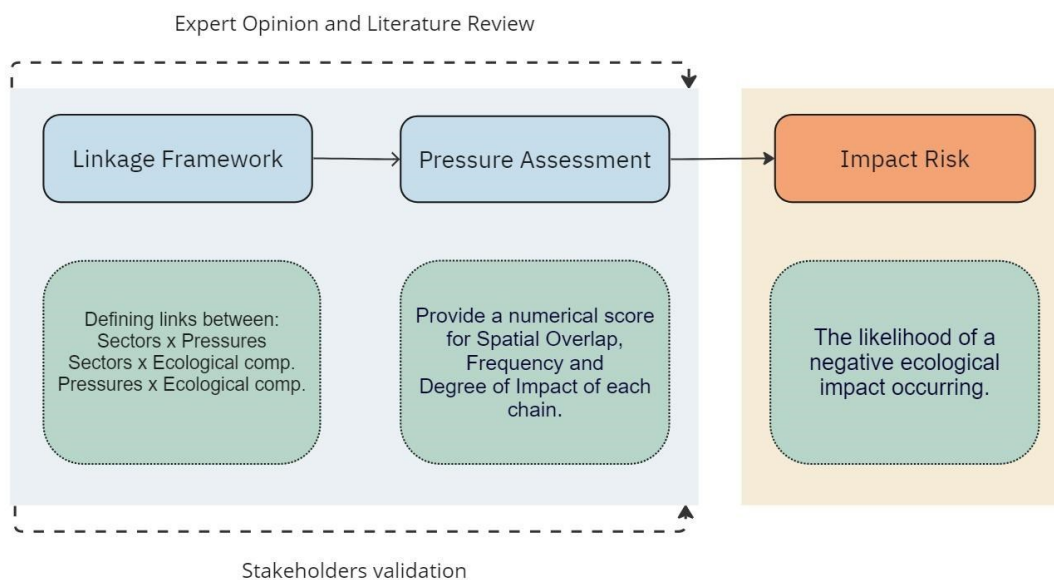 Expert Opinion and Literature Review
Linkage Framework
Pressure Assessment
Impact Risk
Defining links between:
Sectors x Pressures
Sectors x Ecological comp.
Pressures x Ecological comp.
Provide a numerical score
for Spatial Overlap,
Frequency and
Degree of Impact of each
chain.
The likelihood of a
negative ecological
impact occurring.
Stakeholders validation